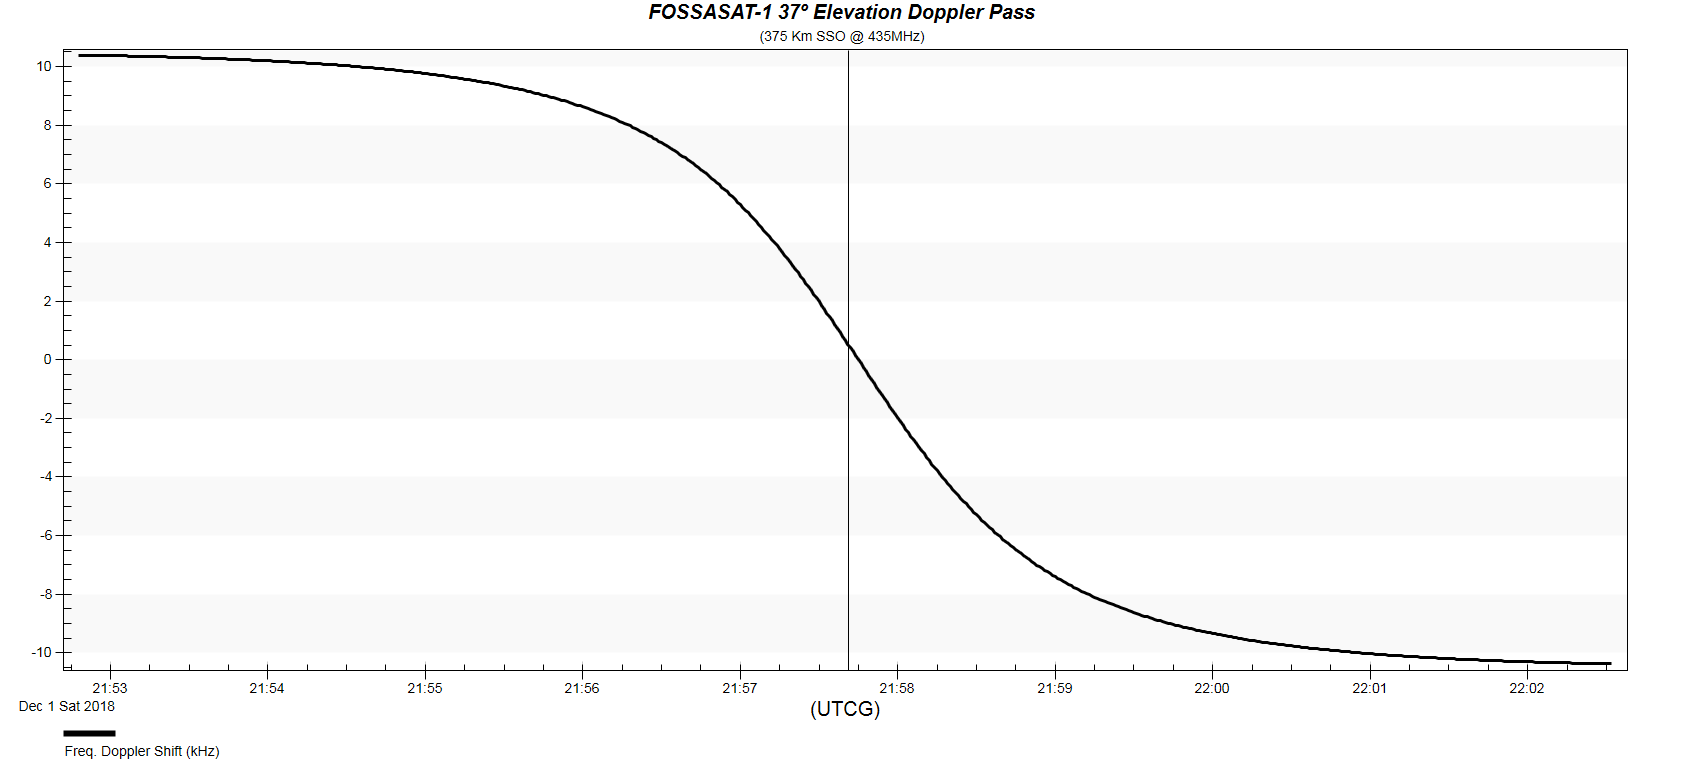 FOSSASAT-1 37º Elevation Doppler Pass
(375 Km SSO @ 435MHz)
10
8
6
4
2
0
-2
-4
-6
-8
-10
21:53 21:54 21:55 21:56 21:57 21:58 21:59 22:00 22:01 22:02
Dec 1 Sat 2018
(UTCG)
Freq. Doppler Shift (kHz)